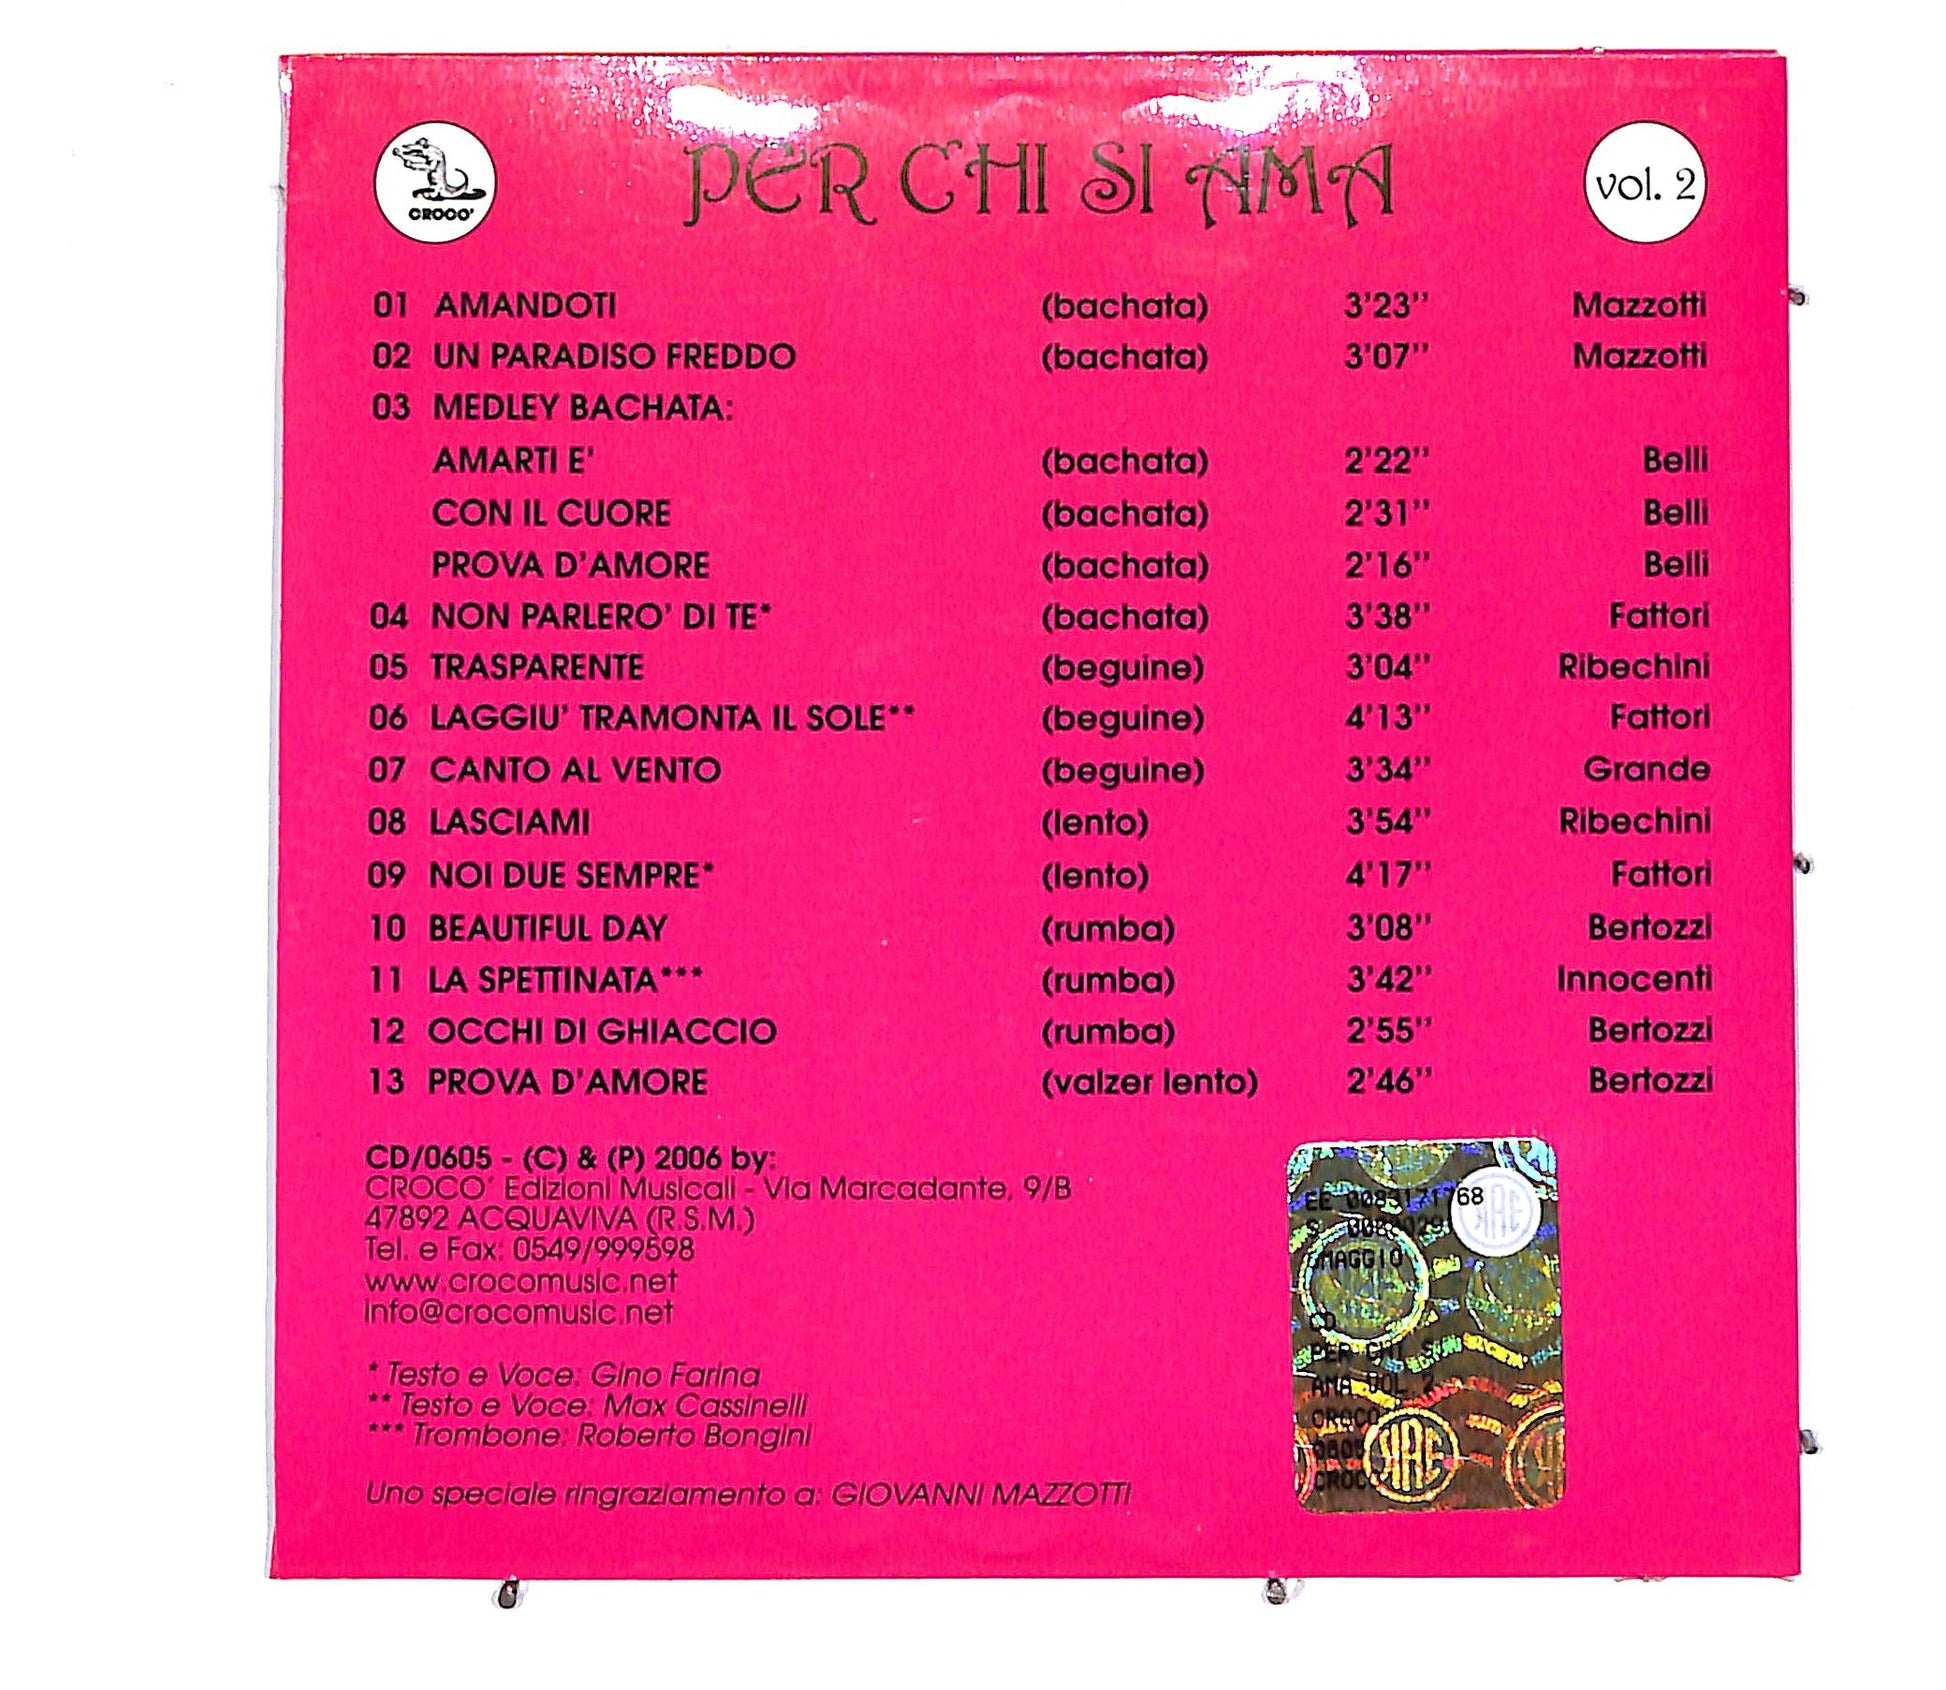 CROCO'
PER CHI SI AMA
vol. 2
01 AMANDOTI (bachata) 3'23'' Mazzotti
02 UN PARADISO FREDDO (bachata) 3'07'' Mazzotti
03 MEDLEY BACHATA:
AMARTI E' (bachata) 2'22'' Belli
CON IL CUORE (bachata) 2'31'' Belli
PROVA D'AMORE (bachata) 2'16'' Belli
04 NON PARLERO' DI TE* (bachata) 3'38'' Fattori
05 TRASPARENTE (beguine) 3'04'' Ribechini
06 LAGGIU' TRAMONTA IL SOLE** (beguine) 4'13'' Fattori
07 CANTO AL VENTO (beguine) 3'34'' Grande
08 LASCIAMI (lento) 3'54'' Ribechini
09 NOI DUE SEMPRE* (lento) 4'17'' Fattori
10 BEAUTIFUL DAY (rumba) 3'08'' Bertozzi
11 LA SPETTINATA*** (rumba) 3'42'' Innocenti
12 OCCHI DI GHIACCIO (rumba) 2'55'' Bertozzi
13 PROVA D'AMORE (valzer lento) 2'46'' Bertozzi
CD/0605 - (C) & (P) 2006 by:
CROCO' Edizioni Musicali - Via Marcadante, 9/B
47892 ACQUAVIVA (R.S.M.)
Tel. e Fax: 0549/999598
www.crocomusic.net
info@crocomusic.net
* Testo e Voce: Gino Farina
** Testo e Voce: Max Cassinelli
*** Trombone: Roberto Bongini
Uno speciale ringraziamento a: GIOVANNI MAZZOTTI
CD
PER CHI SI
AMA VOL 2